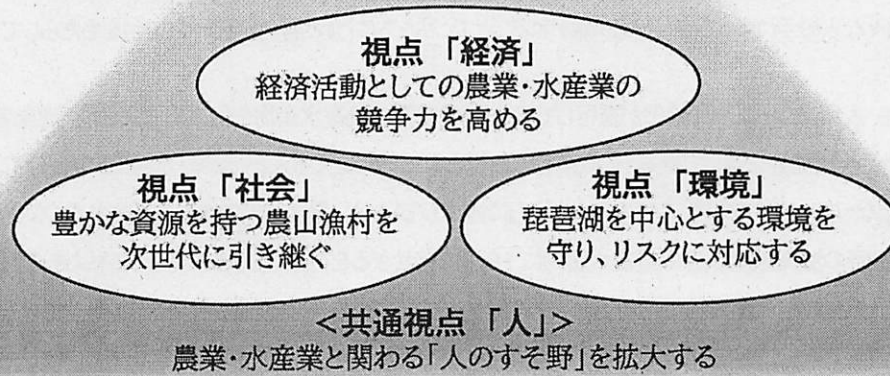 視点 「経済」
経済活動としての農業・水産業の
競争力を高める
視点 「社会」
豊かな資源を持つ農山漁村を
次世代に引き継ぐ
視点 「環境」
琵琶湖を中心とする環境を
守り、リスクに対応する
＜共通視点 「人」＞
農業・水産業と関わる「人のすそ野」を拡大する